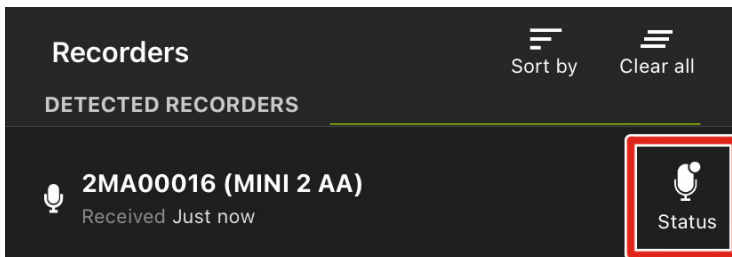 Recorders
Sort by
Clear all
DETECTED RECORDERS
2MA00016 (MINI 2 AA)
Received Just now
Status